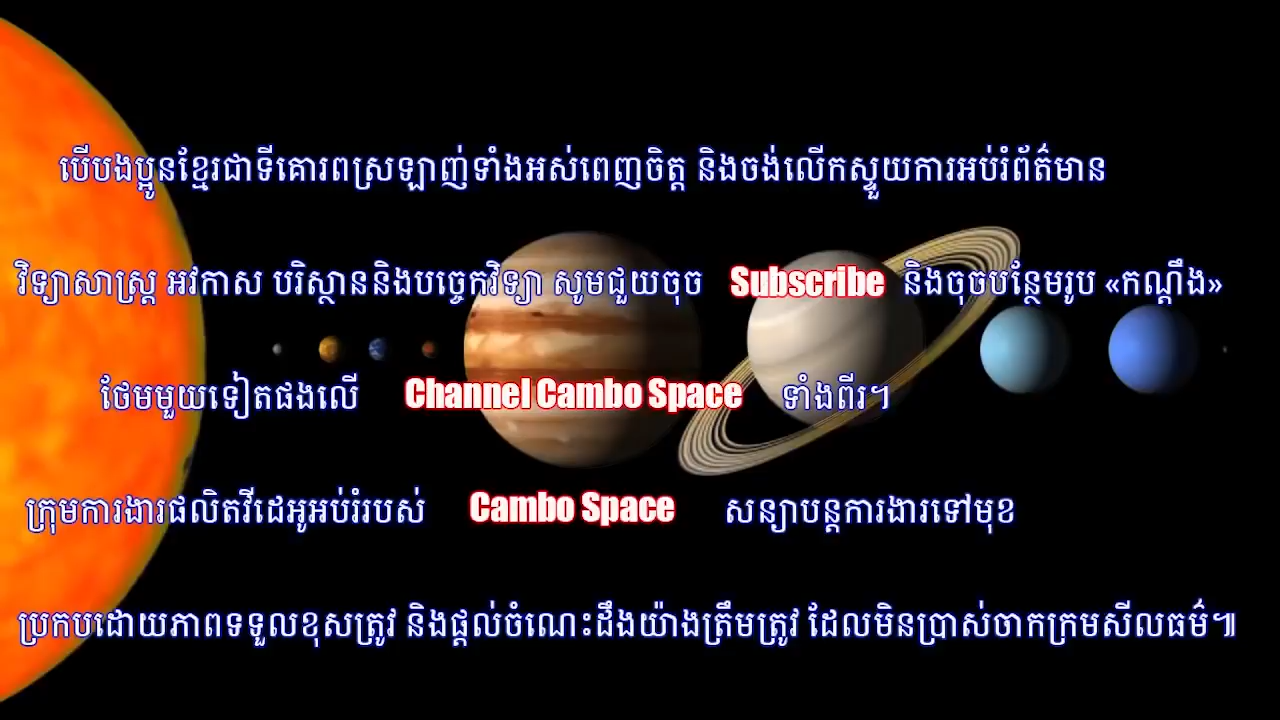 បើបងប្អូនខ្មែរជាទីគោរពស្រឡាញ់ទាំងអស់ពេញចិត្ត និងចង់លើកស្ទួយការអប់រំព័ត៌មាន
វិទ្យាសាស្ត្រ អវកាស បរិស្ថាននិងបច្ចេកវិទ្យា សូមជួយចុច Subscribe និងចុចបន្ថែមរូប «កណ្ដឹង»
ថែមមួយទៀតផងលើ Channel Cambo Space ទាំងពីរ។
ក្រុមការងារផលិតវីដេអូអប់រំរបស់ Cambo Space សន្យាបន្តការងារទៅមុខ
ប្រកបដោយភាពទទួលខុសត្រូវ និងផ្ដល់ចំណេះដឹងយ៉ាងត្រឹមត្រូវ ដែលមិនប្រាស់ចាកក្រមសីលធម៌៕